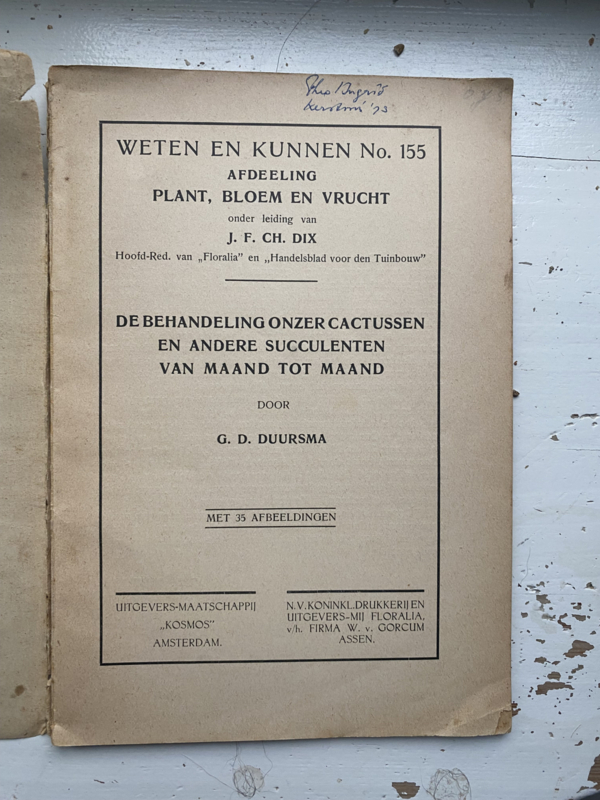 Theo/Ingrid
WETEN EN KUNNEN No. 155
AFDEELING
PLANT, BLOEM EN VRUCHT
onder leiding van
J. F. CH. DIX
Hoofd-Red. van „Floralia” en „Handelsblad voor den Tuinbouw”
DE BEHANDELING ONZER CACTUSSEN
EN ANDERE SUCCULENTEN
VAN MAAND TOT MAAND
DOOR
G. D. DUURSMA
MET 35 AFBEELDINGEN
UITGEVERS-MAATSCHAPPIJ
„KOSMOS”
AMSTERDAM.
N.V. KONINKL. DRUKKERIJ EN
UITGEVERS-MIJ FLORALIA,
v/h. FIRMA W. v. GORCUM
ASSEN.